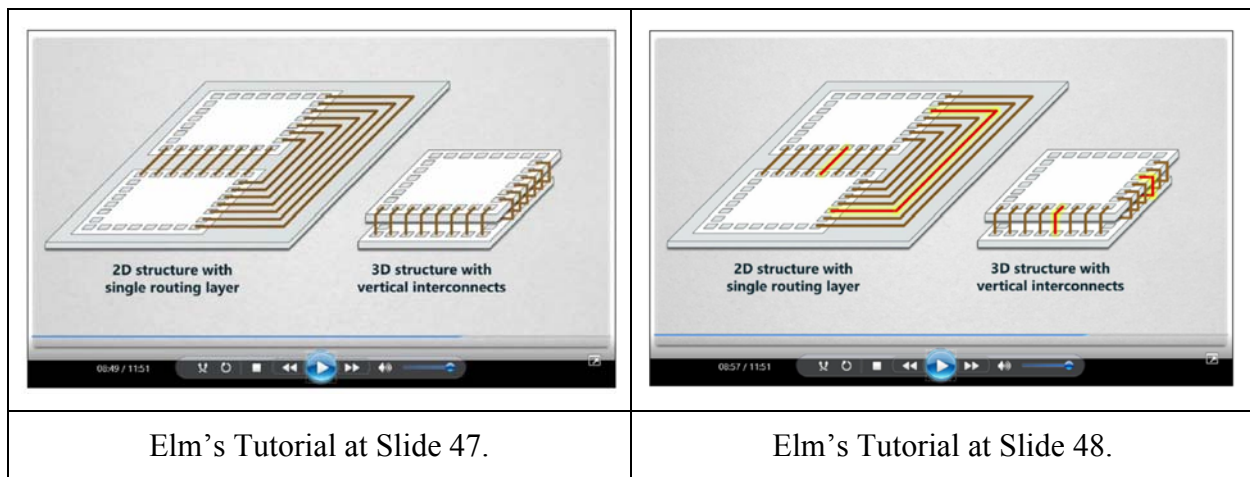 2D structure with
single routing layer
3D structure with
vertical interconnects
08:49 / 11:51
2D structure with
single routing layer
3D structure with
vertical interconnects
08:57 / 11:51
Elm's Tutorial at Slide 47.
Elm's Tutorial at Slide 48.